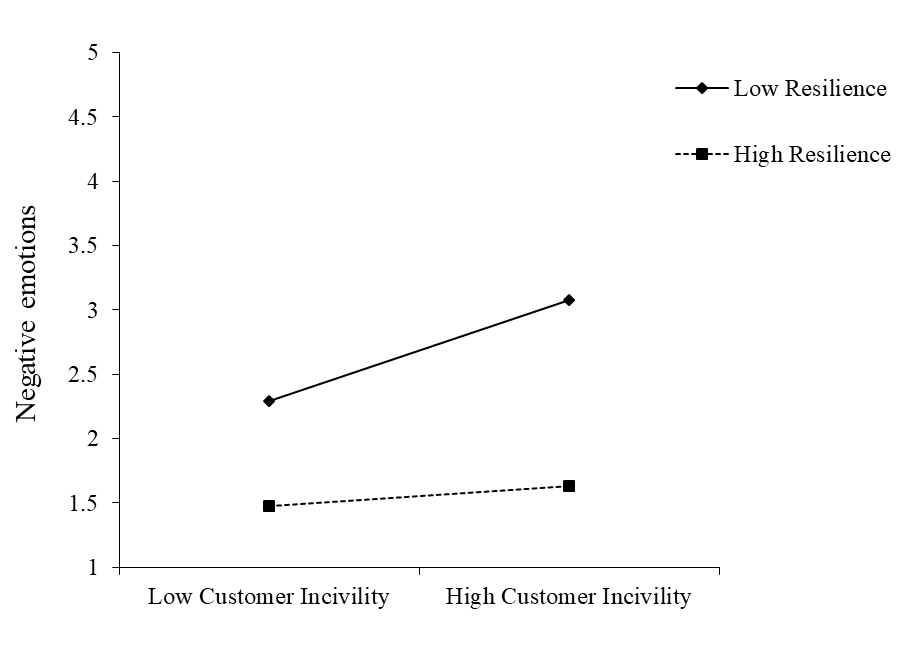 5
4.5
4
3.5
3
2.5
2
1.5
1
Negative emotions
Low Customer Incivility
High Customer Incivility
Low Resilience
High Resilience